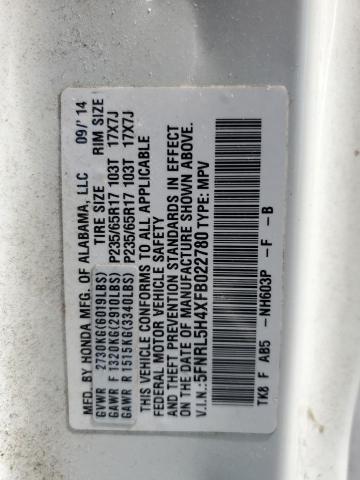 MFD. BY HONDA MFG. OF ALABAMA, LLC 09/'14
GVWR 2730KG(6019LBS) TIRE SIZE RIM SIZE
GAWR F 1320KG(2910LBS) P235/65R17 103T 17X7J
GAWR R 1515KG(3340LBS) P235/65R17 103T 17X7J
THIS VEHICLE CONFORMS TO ALL APPLICABLE
FEDERAL MOTOR VEHICLE SAFETY
AND THEFT PREVENTION STANDARDS IN EFFECT
ON THE DATE OF MANUFACTURE SHOWN ABOVE.
V.I.N.:5FNRL5H4XFB022780 TYPE: MPV
TK8 F AB5 -NH603P -F -B